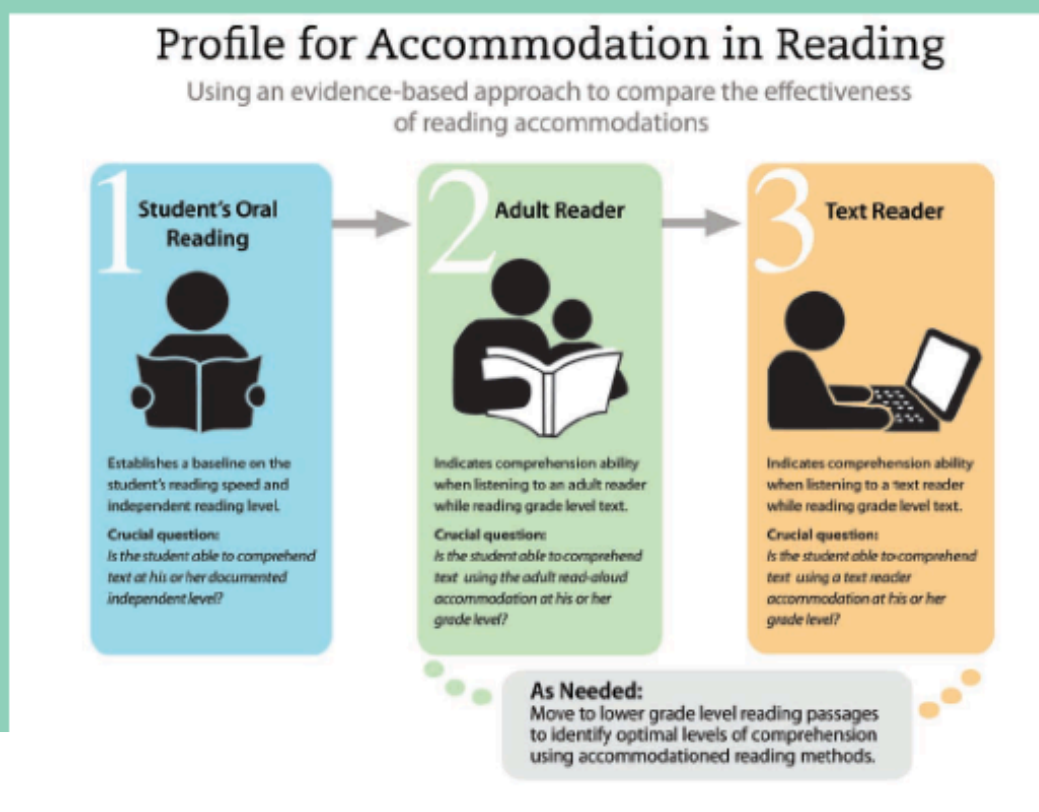 Profile for Accommodation in Reading
Using an evidence-based approach to compare the effectiveness
of reading accommodations
1
Student's Oral
Reading
Establishes a baseline on the
student's reading speed and
independent reading level.
Crucial question:
Is the student able to comprehend
text at his or her documented
independent level?
2
Adult Reader
Indicates comprehension ability
when listening to an adult reader
while reading grade level text.
Crucial question:
Is the student able to comprehend
text using the adult read-aloud
accommodation at his or her
grade level?
3
Text Reader
Indicates comprehension ability
when listening to a text reader
while reading grade level text.
Crucial question:
Is the student able to comprehend
text using a text reader
accommodation at his or her
grade level?
As Needed:
Move to lower grade level reading passages
to identify optimal levels of comprehension
using accommodationed reading methods.